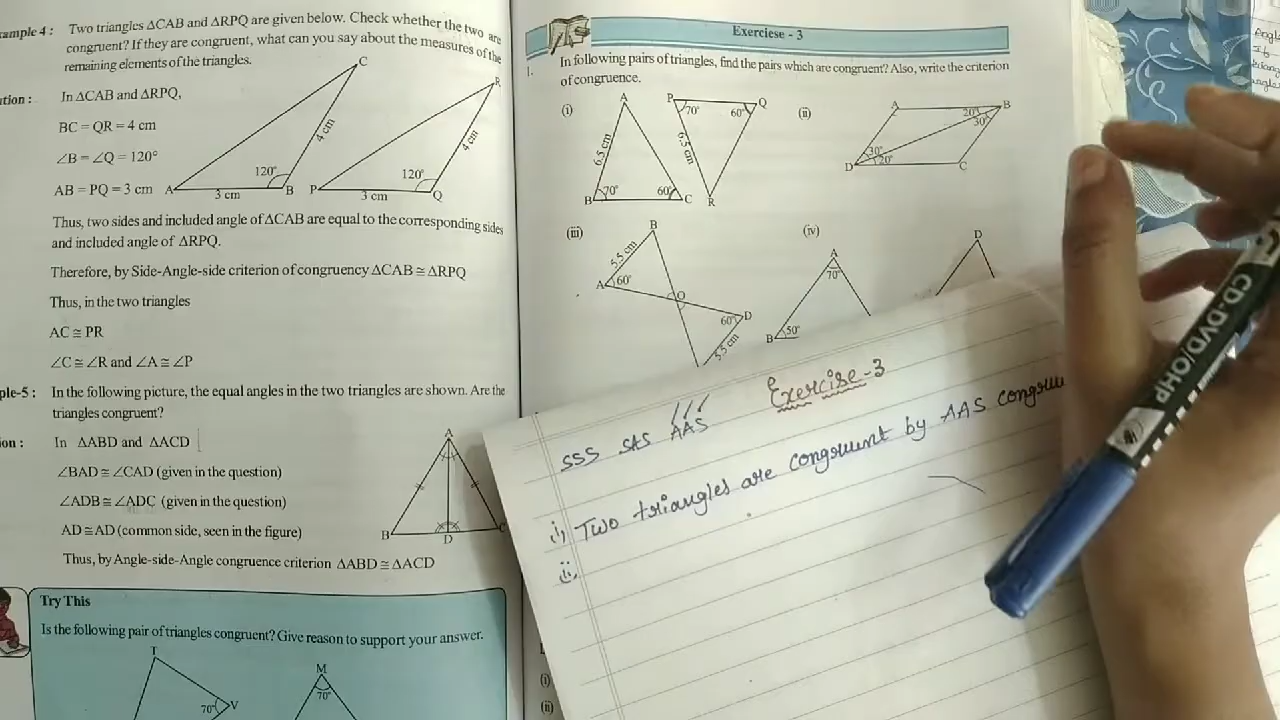 ample 4 : Two triangles ΔCAB and ΔRPQ are given below. Check whether the two are
congruent? If they are congruent, what can you say about the measures of the
remaining elements of the triangles.
tion : In ΔCAB and ΔRPQ,
BC = QR = 4 cm
∠B = ∠Q = 120°
AB = PQ = 3 cm
C
4 cm
120°
A
3 cm
B
R
4 cm
120°
P
3 cm
Q
Thus, two sides and included angle of ΔCAB are equal to the corresponding sides
and included angle of ΔRPQ.
Therefore, by Side-Angle-side criterion of congruency ΔCAB ≅ ΔRPQ
Thus, in the two triangles
AC ≅ PR
∠C ≅ ∠R and ∠A ≅ ∠P
ple-5 : In the following picture, the equal angles in the two triangles are shown. Are the
triangles congruent?
ion : In ΔABD and ΔACD
∠BAD ≅ ∠CAD (given in the question)
∠ADB ≅ ∠ADC (given in the question)
AD ≅ AD (common side, seen in the figure)
Thus, by Angle-side-Angle congruence criterion ΔABD ≅ ΔACD
A
B
D
C
Try This
Is the following pair of triangles congruent? Give reason to support your answer.
T
70°
V
M
70°
Exerciese - 3
1. In following pairs of triangles, find the pairs which are congruent? Also, write the criterion
of congruence.
(i)
A
6.5 cm
B
70°
60°
C
P
70°
60°
Q
6.5 cm
R
(ii)
A
20°
B
30°
30°
D
20°
C
(iii)
B
5.5 cm
A
60°
O
60°
D
5.5 cm
(iv)
A
70°
B
50°
D
Exercise-3
SSS SAS AAS
i) Two triangles are congruent by AAS congru
ii,
(i)
(ii)
CD-DVD/OHP